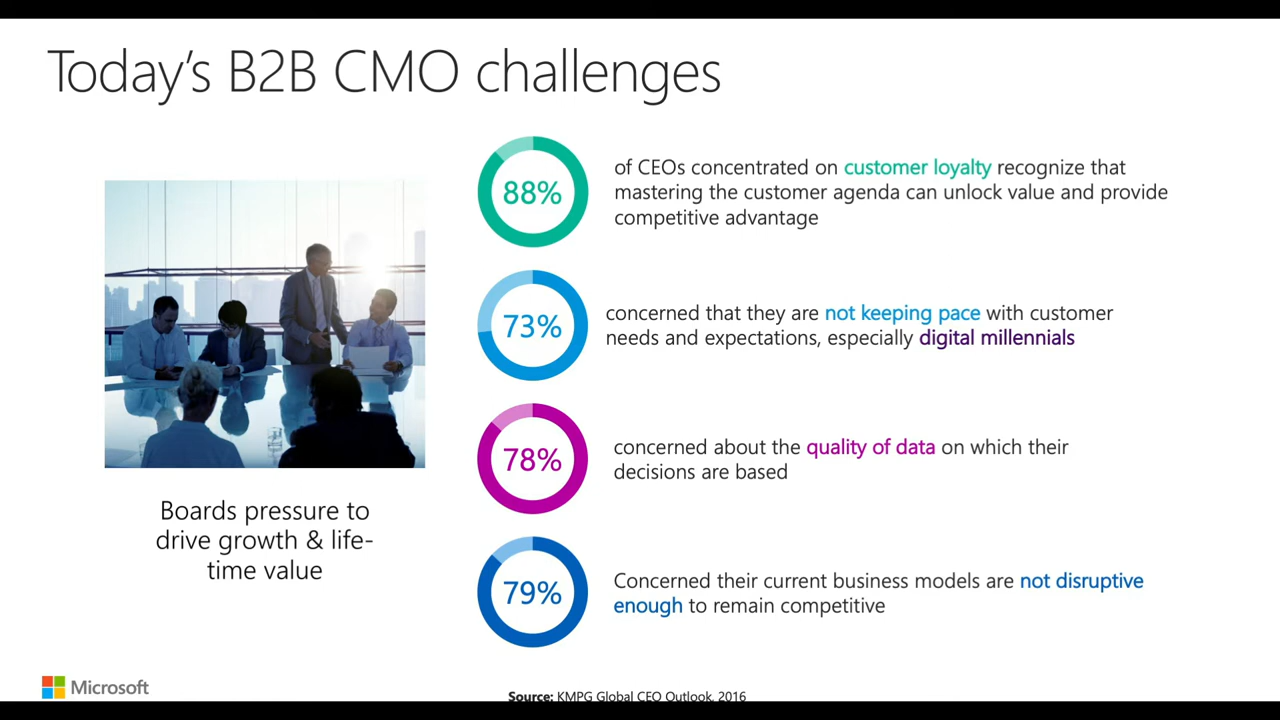 Today's B2B CMO challenges
88%
of CEOs concentrated on customer loyalty recognize that
mastering the customer agenda can unlock value and provide
competitive advantage
73%
concerned that they are not keeping pace with customer
needs and expectations, especially digital millennials
78%
concerned about the quality of data on which their
decisions are based
79%
Concerned their current business models are not disruptive
enough to remain competitive
Boards pressure to
drive growth & life-
time value
Microsoft
Source: KMPG Global CEO Outlook, 2016